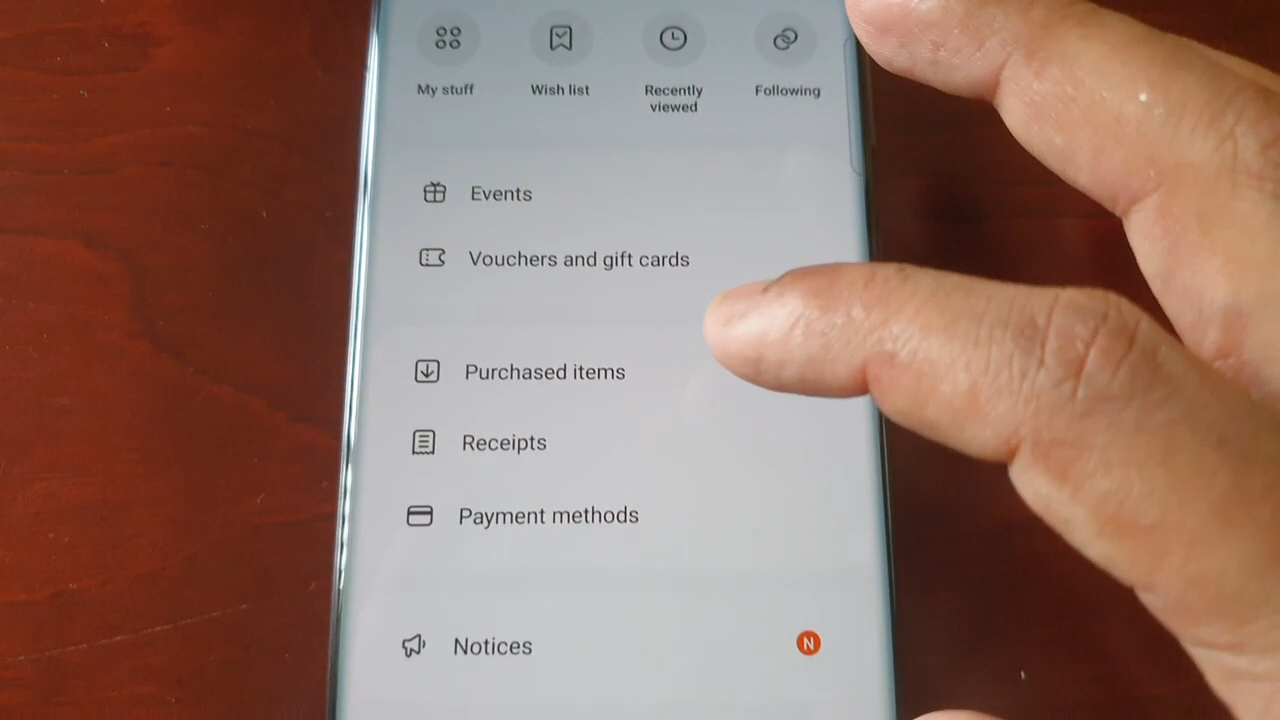 My stuff
Wish list
Recently
viewed
Following
Events
Vouchers and gift cards
Purchased items
Receipts
Payment methods
Notices
N